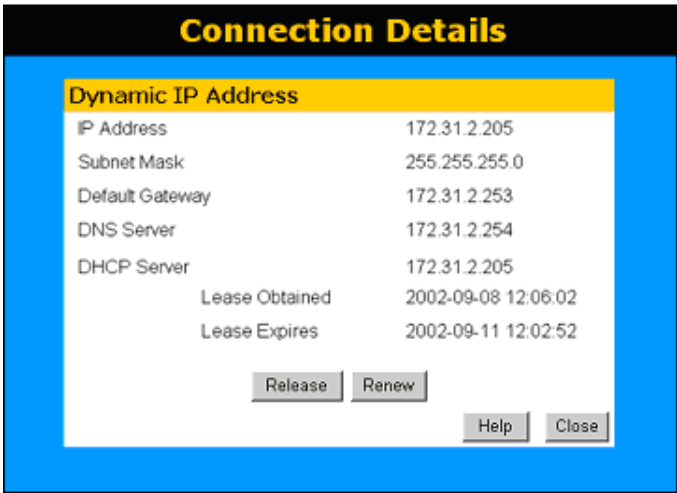 Connection Details
Dynamic IP Address
IP Address 172.31.2.205
Subnet Mask 255.255.255.0
Default Gateway 172.31.2.253
DNS Server 172.31.2.254
DHCP Server 172.31.2.205
Lease Obtained 2002-09-08 12:06:02
Lease Expires 2002-09-11 12:02:52
Release Renew
Help Close